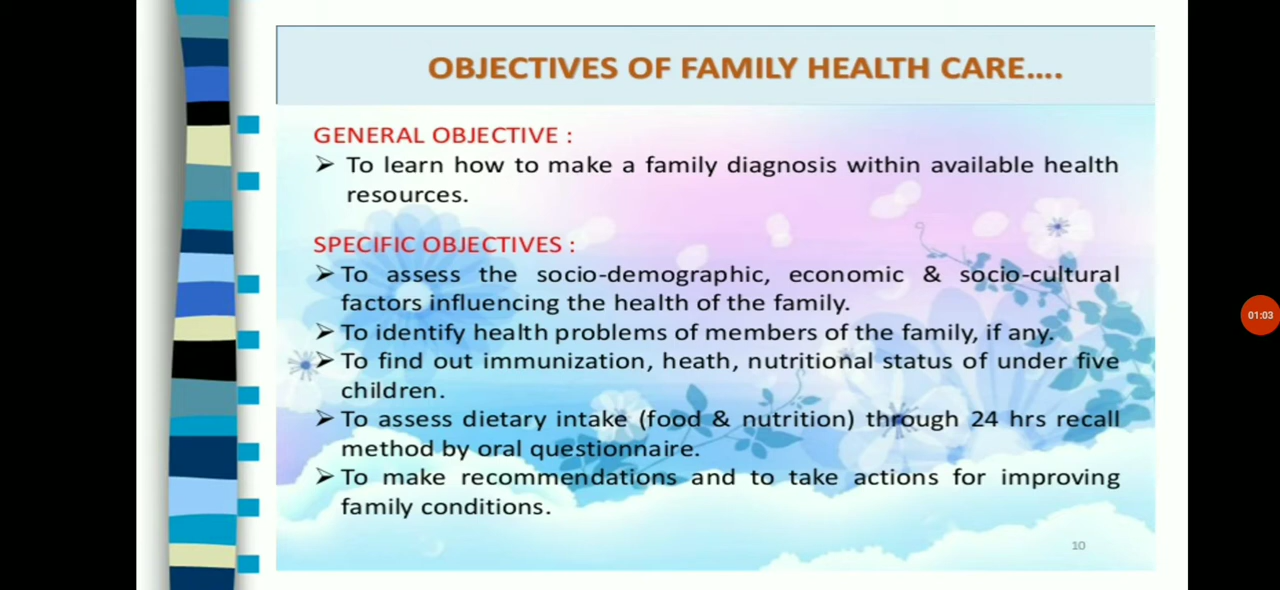 OBJECTIVES OF FAMILY HEALTH CARE....
GENERAL OBJECTIVE :
➢ To learn how to make a family diagnosis within available health
resources.
SPECIFIC OBJECTIVES :
➢ To assess the socio-demographic, economic & socio-cultural
factors influencing the health of the family.
➢ To identify health problems of members of the family, if any.
➢ To find out immunization, heath, nutritional status of under five
children.
➢ To assess dietary intake (food & nutrition) through 24 hrs recall
method by oral questionnaire.
➢ To make recommendations and to take actions for improving
family conditions.
10
01:03